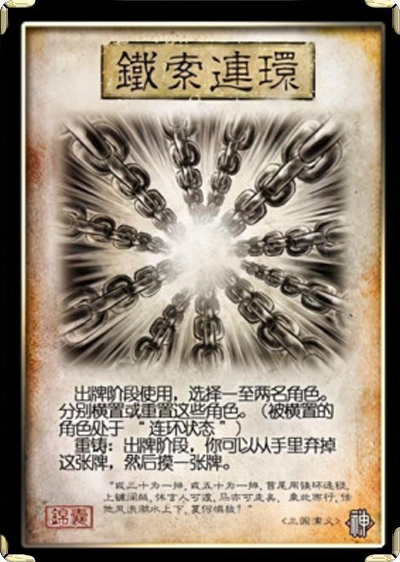 鐵索連環
出牌阶段使用，选择一至两名角色。
分别横置或重置这些角色。（被横置的
角色处于 “ 连环状态 ” ）
重铸：出牌阶段，你可以从手里弃掉
这张牌，然后摸一张牌。
“或三十为一排，或五十为一排，首尾用铁环连锁，
上铺阔板，休言人可渡，马亦可走矣，乘此而行，任
他风浪潮水上下，复何惧哉？”
《三国演义》
錦囊
神